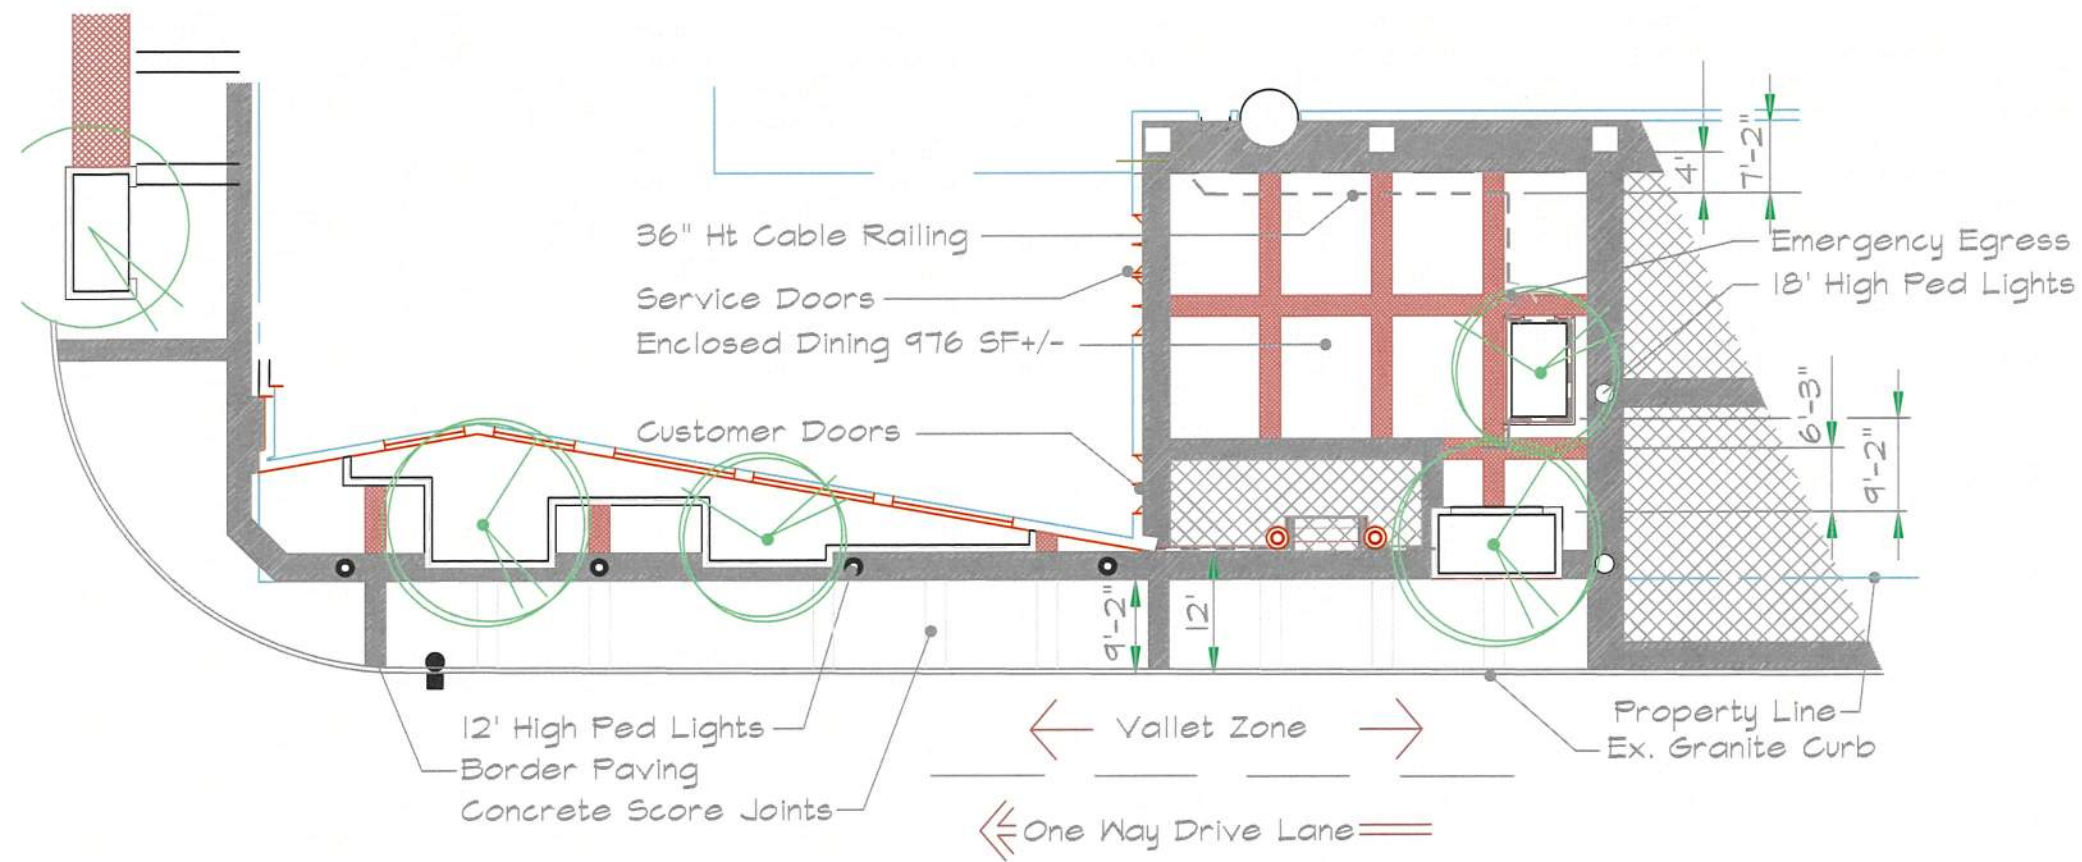 4'
7'-2"
36" Ht Cable Railing
Emergency Egress
Service Doors
18' High Ped Lights
Enclosed Dining 976 SF+/-
Customer Doors
6'-3"
9'-2"
9'-2"
12'
12' High Ped Lights
Border Paving
Concrete Score Joints
Vallet Zone
Property Line
Ex. Granite Curb
One Way Drive Lane